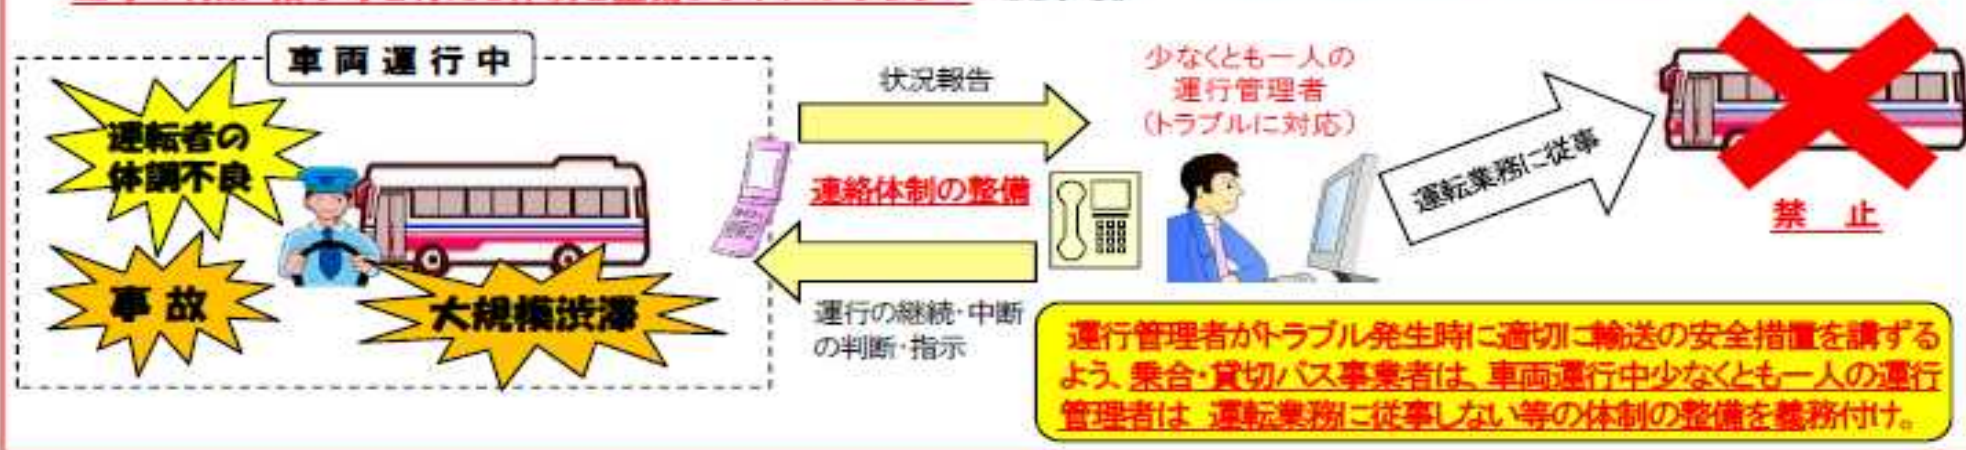 車両運行中
運転者の
体調不良
事故
大規模渋滞
状況報告
連絡体制の整備
運行の継続・中断
の判断・指示
少なくとも一人の
運行管理者
（トラブルに対応）
運転業務に従事
禁 止
運行管理者がトラブル発生時に適切に輸送の安全措置を講ずる
よう、乗合・貸切バス事業者は、車両運行中少なくとも一人の運行
管理者は 運転業務に従事しない等の体制の整備を義務付け。